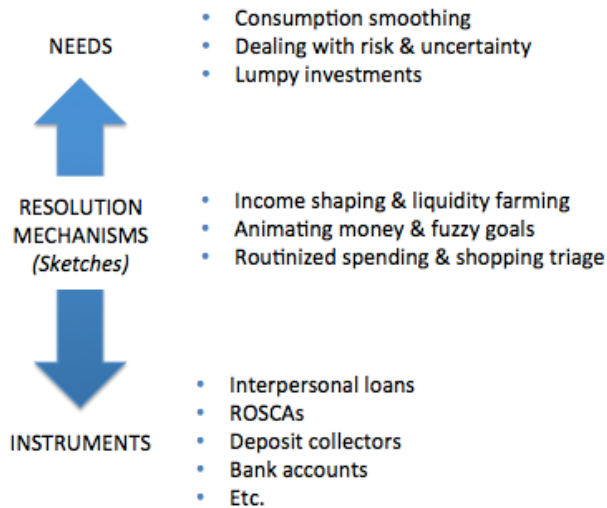 NEEDS
• Consumption smoothing
• Dealing with risk & uncertainty
• Lumpy investments
RESOLUTION
MECHANISMS
(Sketches)
• Income shaping & liquidity farming
• Animating money & fuzzy goals
• Routinized spending & shopping triage
INSTRUMENTS
• Interpersonal loans
• ROSCAs
• Deposit collectors
• Bank accounts
• Etc.